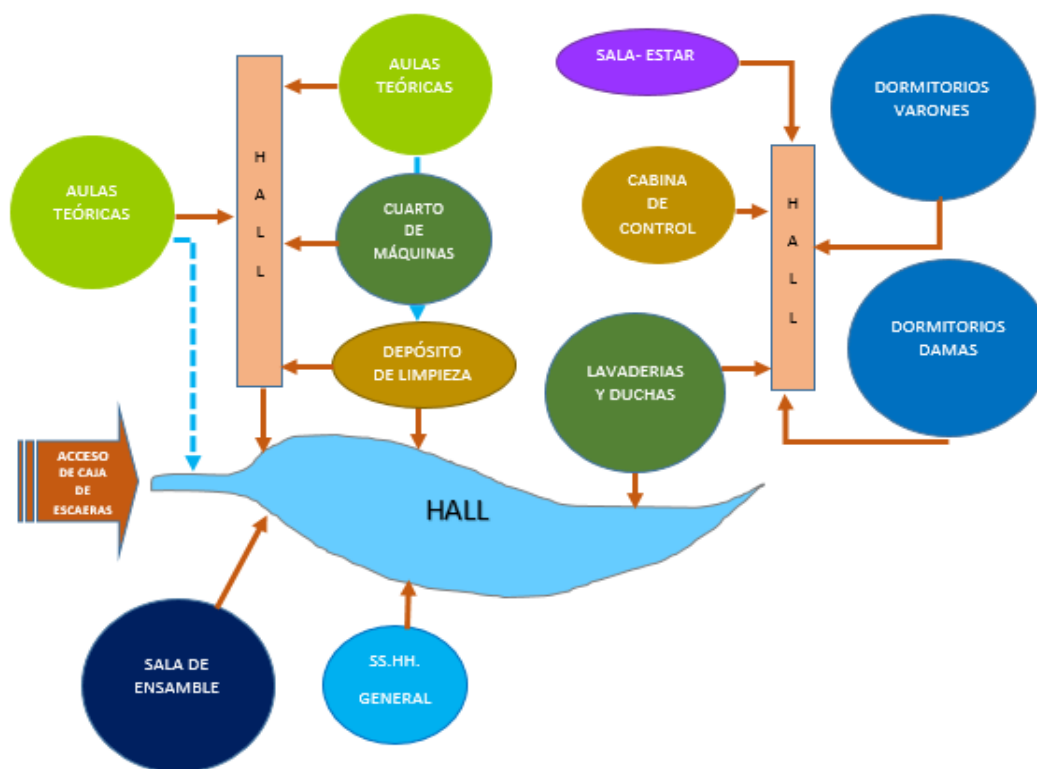 AULAS
TEÓRICAS
SALA- ESTAR
DORMITORIOS
VARONES
H
A
L
L
AULAS
TEÓRICAS
CUARTO
DE
MÁQUINAS
CABINA
DE
CONTROL
H
A
L
L
DEPÓSITO
DE LIMPIEZA
LAVADERIAS
Y DUCHAS
DORMITORIOS
DAMAS
ACCESO
DE CAJA
DE
ESCAERAS
HALL
SALA DE
ENSAMBLE
SS.HH.
GENERAL